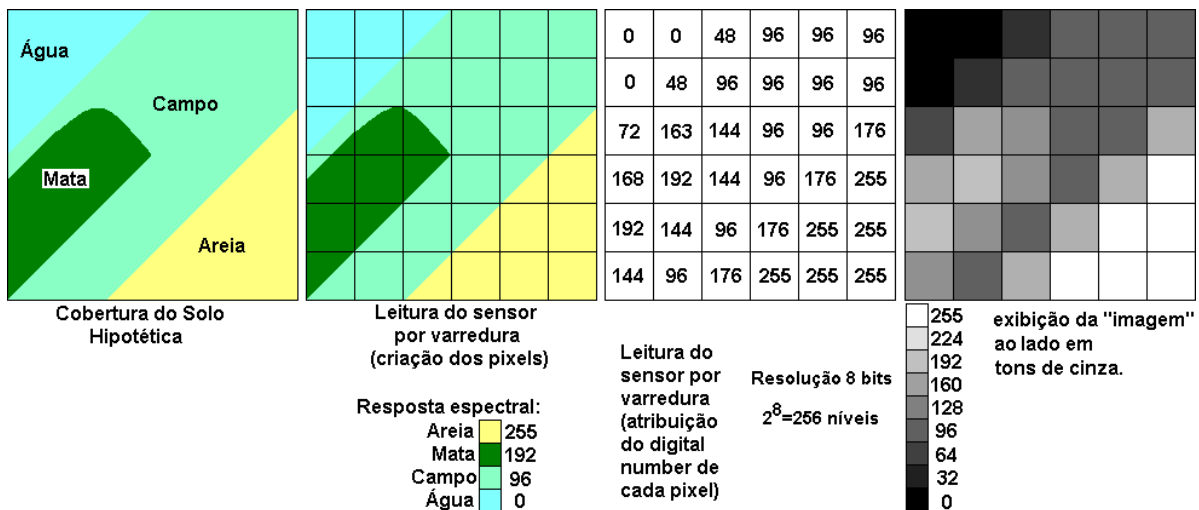 Água
Campo
Mata
Areia
Cobertura do Solo
Hipotética
Leitura do sensor
por varredura
(criação dos pixels)
Resposta espectral:
Areia 255
Mata 192
Campo 96
Água 0
0 0 48 96 96 96
0 48 96 96 96 96
72 163 144 96 96 176
168 192 144 96 176 255
192 144 96 176 255 255
144 96 176 255 255 255
Leitura do
sensor por
varredura
(atribuição
do digital
number de
cada pixel)
Resolução 8 bits
2⁸=256 níveis
255
224
192
160
128
96
64
32
0
exibição da "imagem"
ao lado em
tons de cinza.